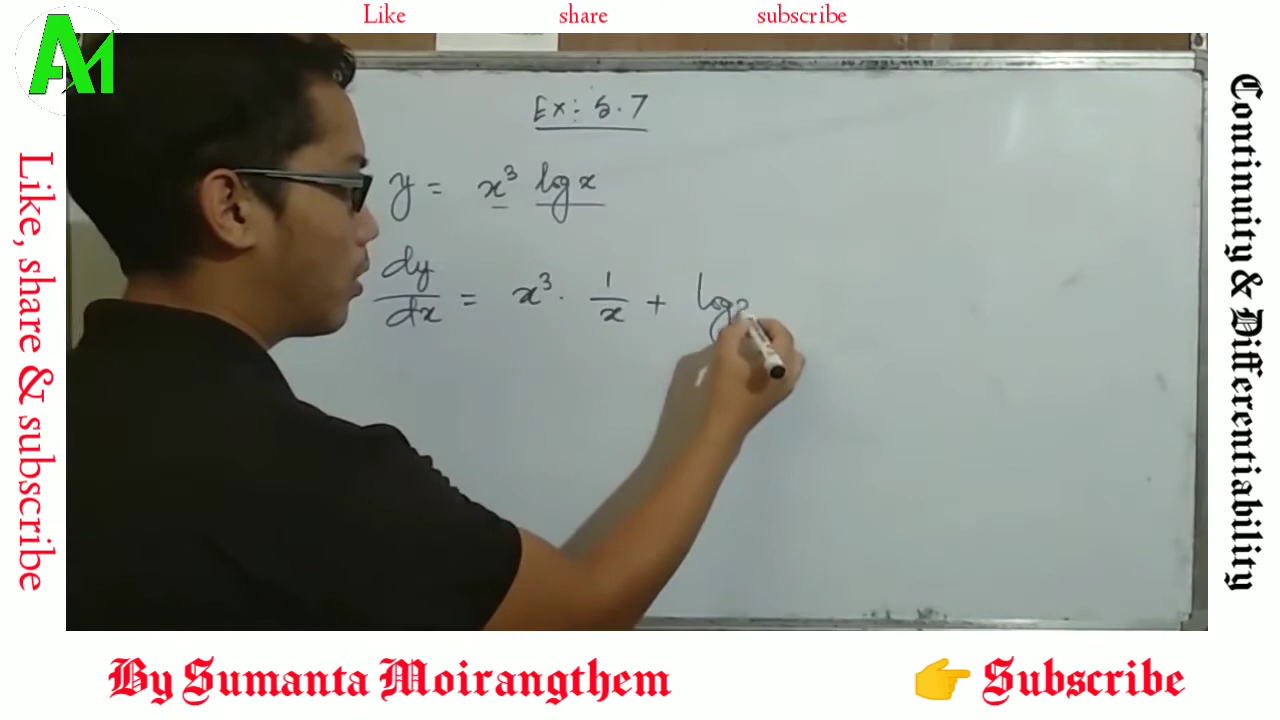 Like share subscribe
AM
Like, share & subscribe
Ex: 5.7
y = x³ log x
dy/dx = x³ · 1/x + log
Continuity & Differentiability
By Sumanta Moirangthem
👉 Subscribe